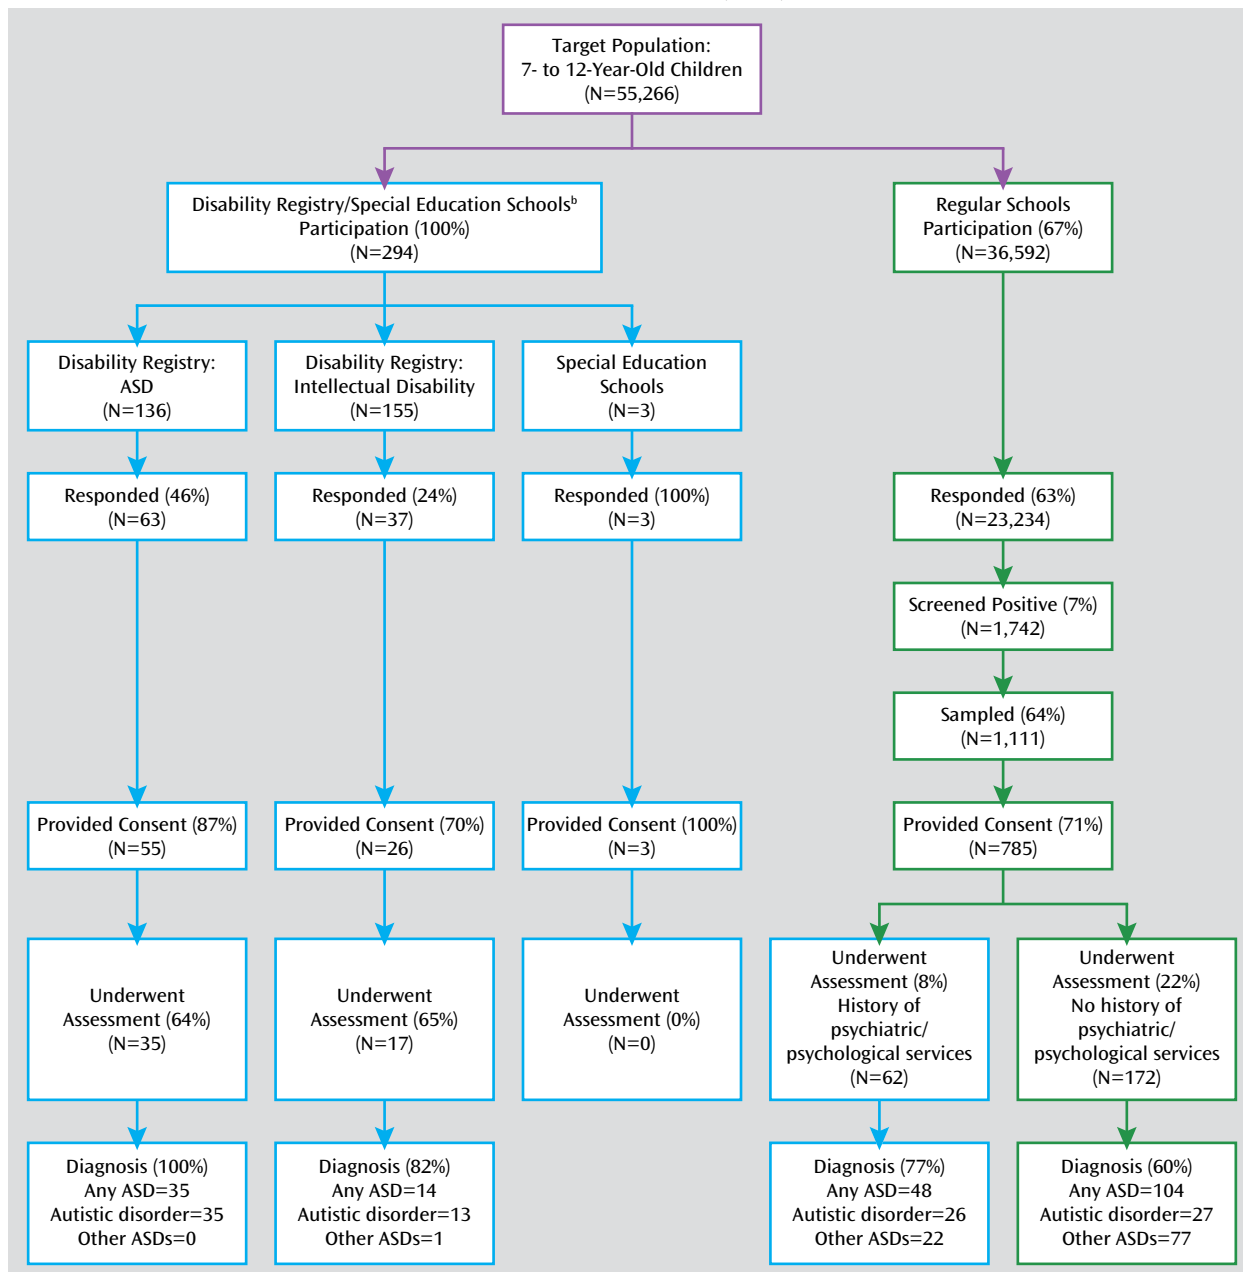 Target Population:
7- to 12-Year-Old Children
(N=55,266)
Disability Registry/Special Education Schoolsᵇ
Participation (100%)
(N=294)
Regular Schools
Participation (67%)
(N=36,592)
Disability Registry:
ASD
(N=136)
Disability Registry:
Intellectual Disability
(N=155)
Special Education
Schools
(N=3)
Responded (46%)
(N=63)
Responded (24%)
(N=37)
Responded (100%)
(N=3)
Responded (63%)
(N=23,234)
Screened Positive (7%)
(N=1,742)
Sampled (64%)
(N=1,111)
Provided Consent (87%)
(N=55)
Provided Consent (70%)
(N=26)
Provided Consent (100%)
(N=3)
Provided Consent (71%)
(N=785)
Underwent
Assessment (64%)
(N=35)
Underwent
Assessment (65%)
(N=17)
Underwent
Assessment (0%)
(N=0)
Underwent
Assessment (8%)
History of
psychiatric/
psychological services
(N=62)
Underwent
Assessment (22%)
No history of
psychiatric/
psychological services
(N=172)
Diagnosis (100%)
Any ASD=35
Autistic disorder=35
Other ASDs=0
Diagnosis (82%)
Any ASD=14
Autistic disorder=13
Other ASDs=1
Diagnosis (77%)
Any ASD=48
Autistic disorder=26
Other ASDs=22
Diagnosis (60%)
Any ASD=104
Autistic disorder=27
Other ASDs=77